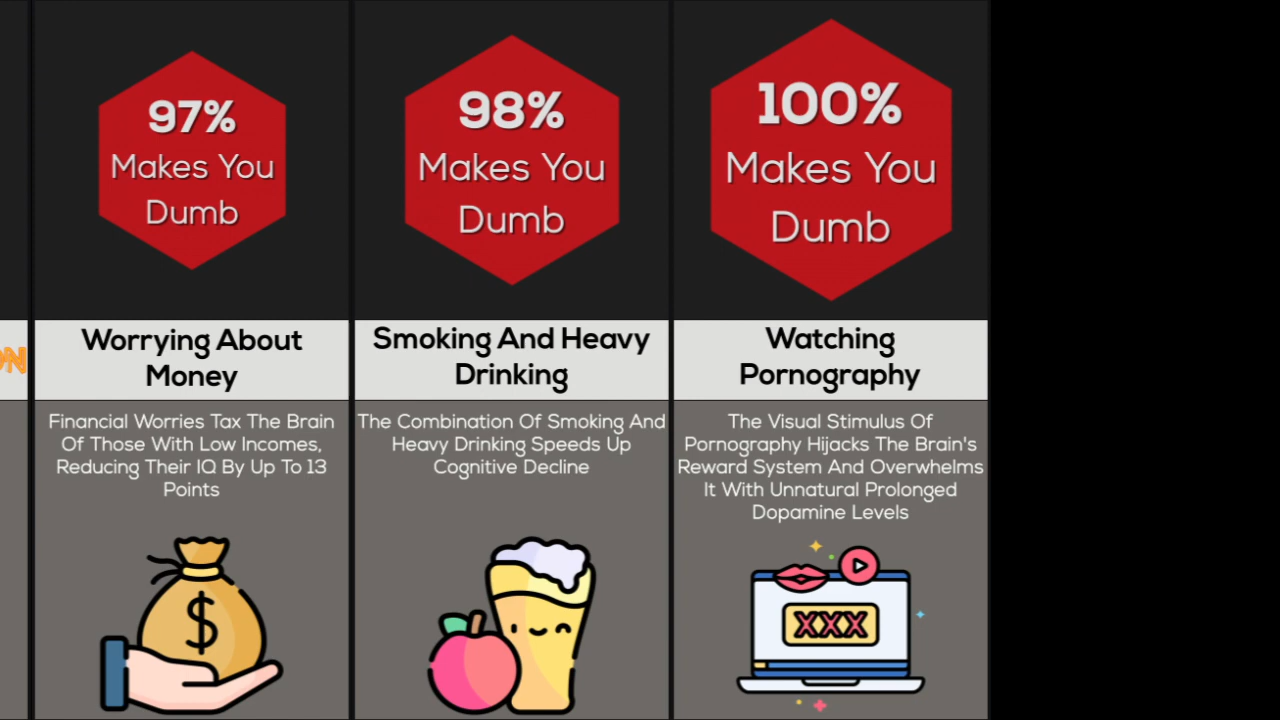 97%
Makes You
Dumb
Worrying About
Money
Financial Worries Tax The Brain
Of Those With Low Incomes,
Reducing Their IQ By Up To 13
Points
98%
Makes You
Dumb
Smoking And Heavy
Drinking
The Combination Of Smoking And
Heavy Drinking Speeds Up
Cognitive Decline
100%
Makes You
Dumb
Watching
Pornography
The Visual Stimulus Of
Pornography Hijacks The Brain's
Reward System And Overwhelms
It With Unnatural Prolonged
Dopamine Levels
$
XXX